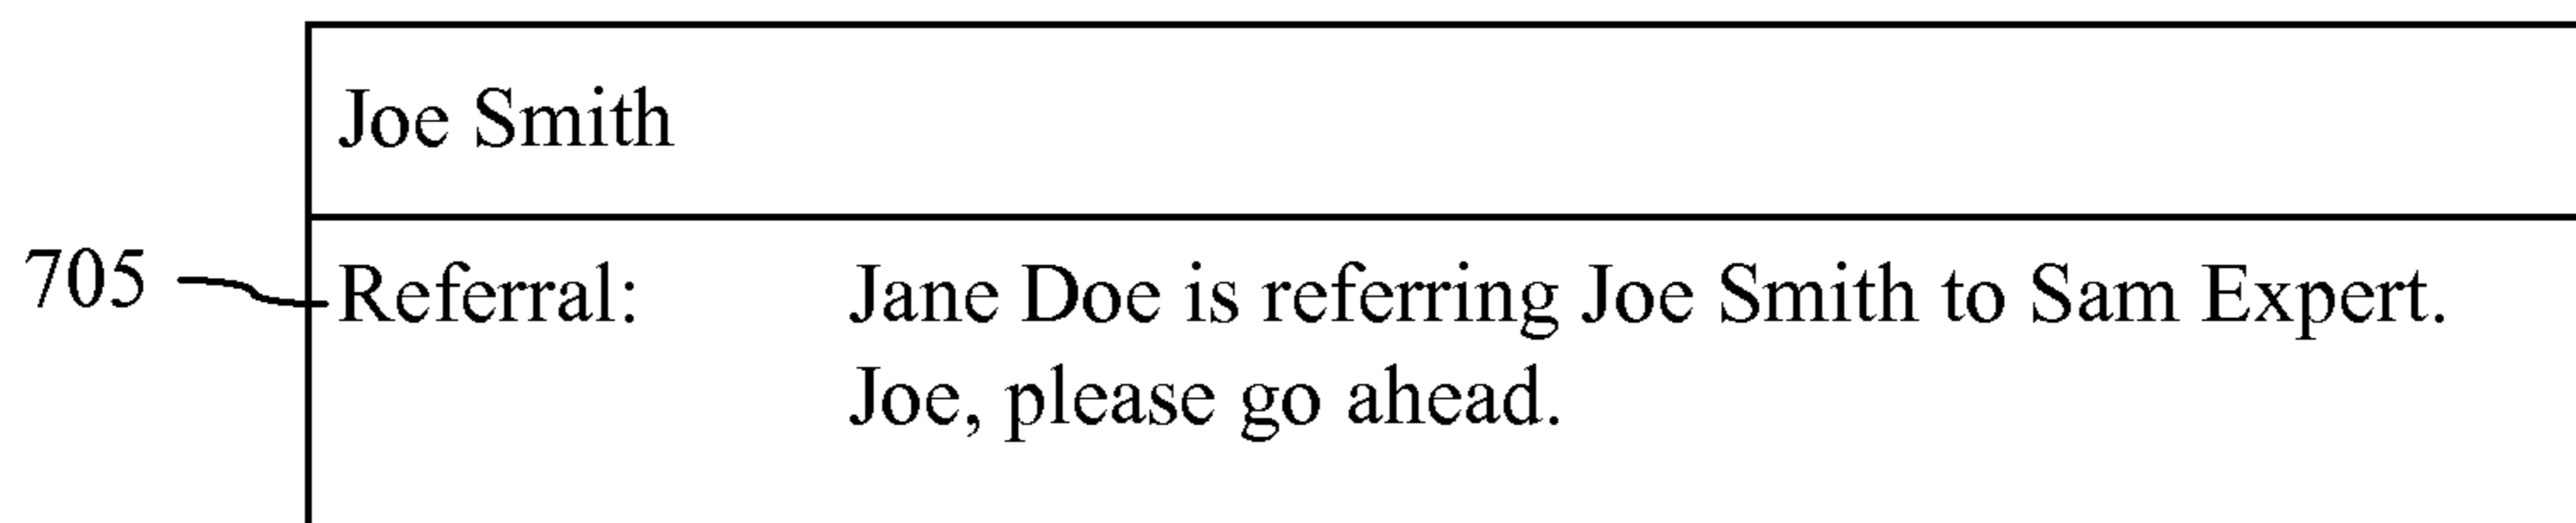 Joe Smith
705 Referral: Jane Doe is referring Joe Smith to Sam Expert.
Joe, please go ahead.